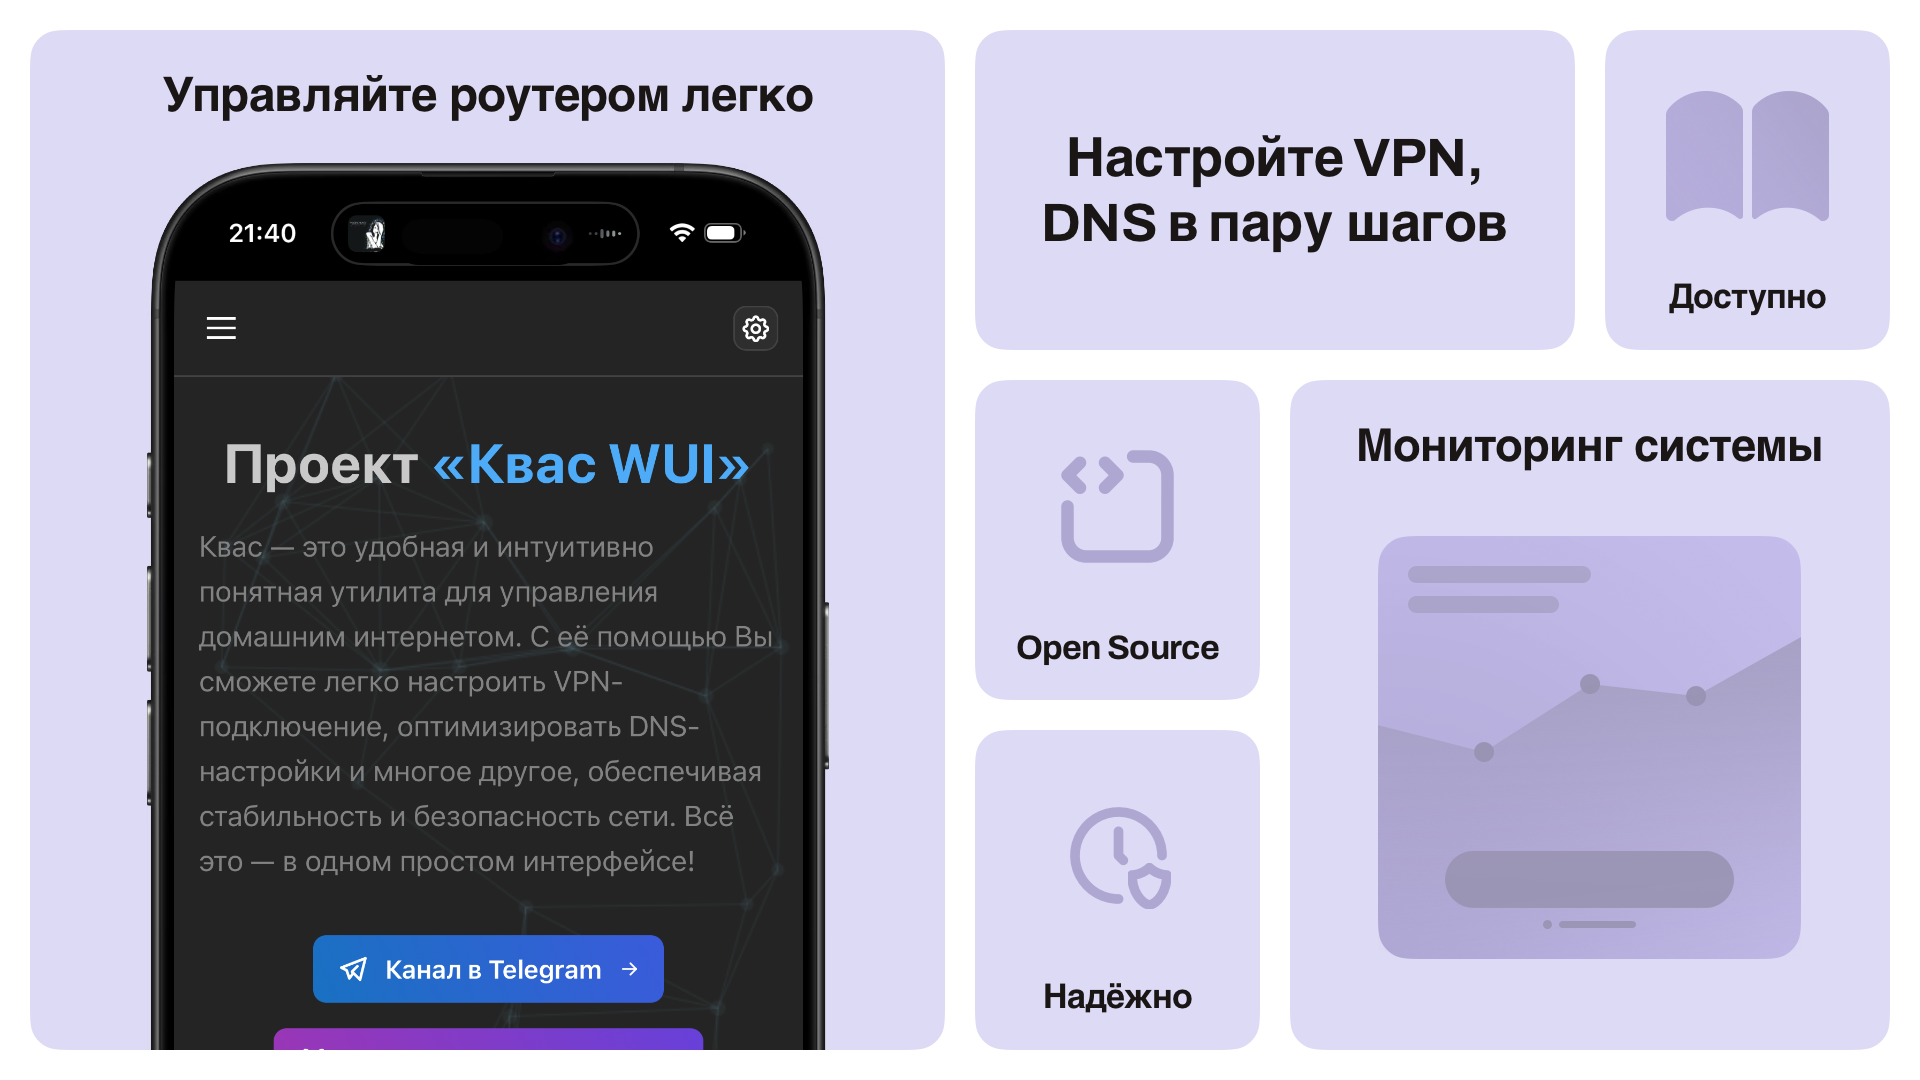 Управляйте роутером легко
21:40
Проект «Квас WUI»
Квас — это удобная и интуитивно
понятная утилита для управления
домашним интернетом. С её помощью Вы
сможете легко настроить VPN-
подключение, оптимизировать DNS-
настройки и многое другое, обеспечивая
стабильность и безопасность сети. Всё
это — в одном простом интерфейсе!
Канал в Telegram
Настройте VPN,
DNS в пару шагов
Доступно
Open Source
Мониторинг системы
Надёжно